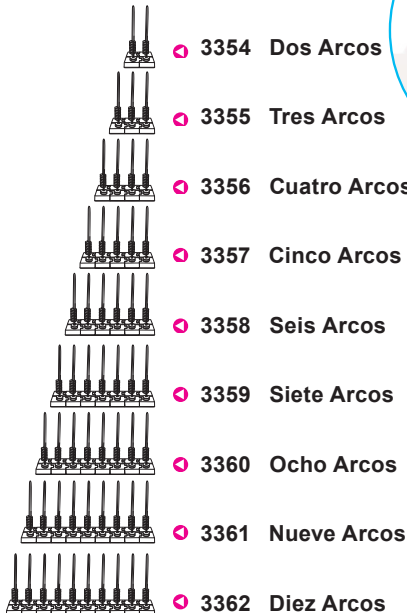 3354 Dos Arcos
3355 Tres Arcos
3356 Cuatro Arcos
3357 Cinco Arcos
3358 Seis Arcos
3359 Siete Arcos
3360 Ocho Arcos
3361 Nueve Arcos
3362 Diez Arcos